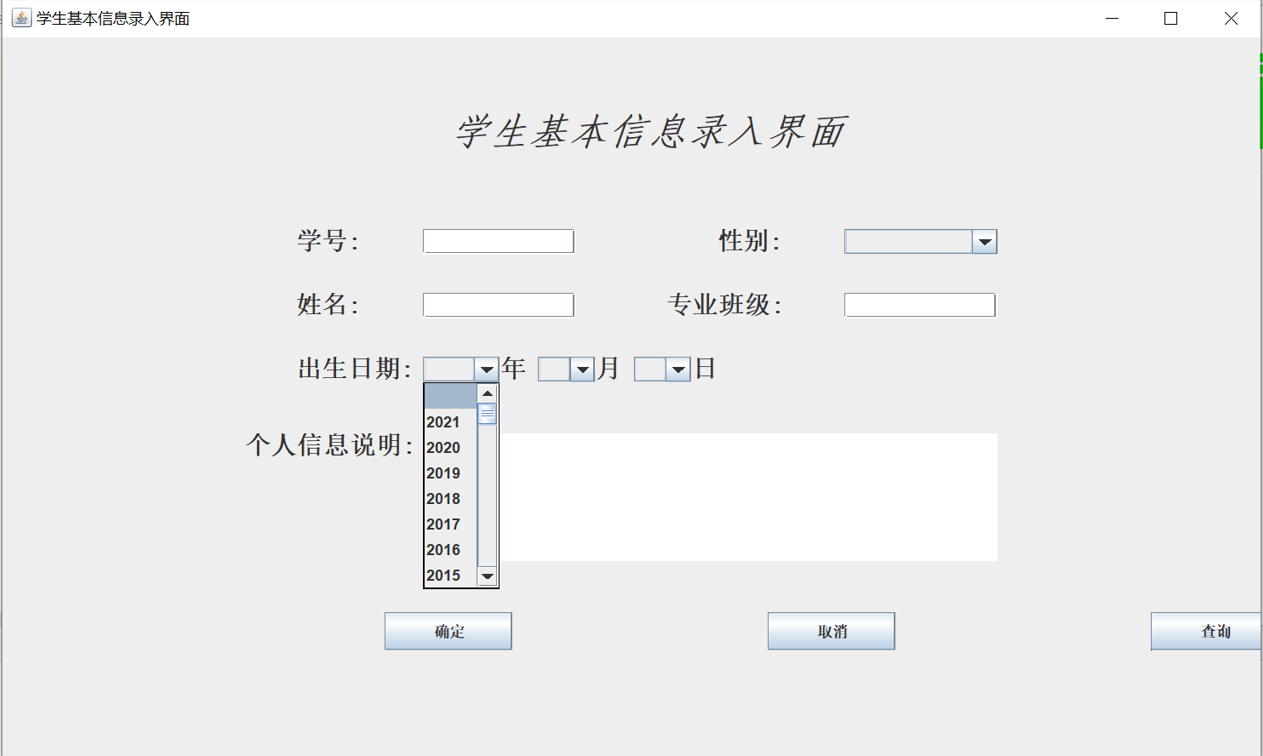 学生基本信息录入界面
学生基本信息录入界面
学号: 性别:
姓名: 专业班级:
出生日期: 年 月 日
2021
个人信息说明:
2020
2019
2018
2017
2016
2015
确定 取消 查询